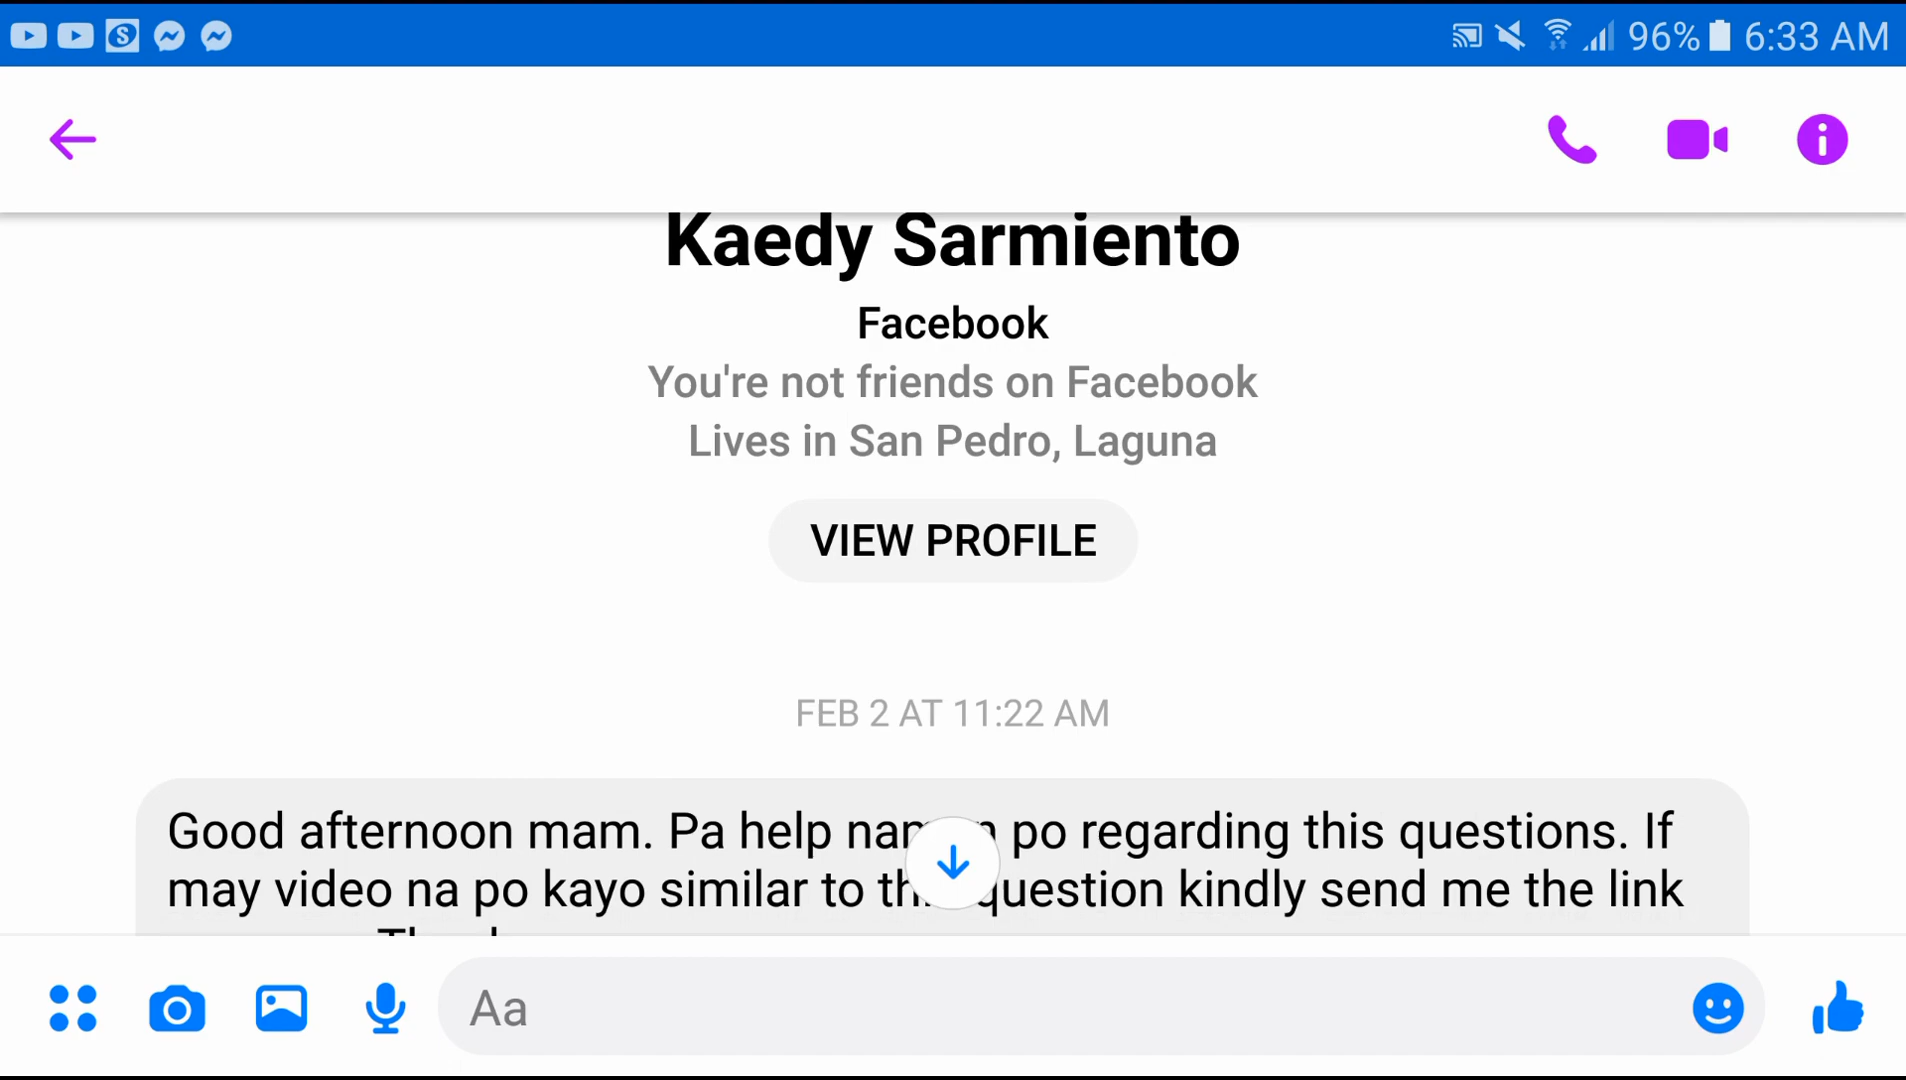 96% 6:33 AM
Kaedy Sarmiento
Facebook
You're not friends on Facebook
Lives in San Pedro, Laguna
VIEW PROFILE
FEB 2 AT 11:22 AM
Good afternoon mam. Pa help po regarding this questions. If
may video na po kayo similar to question kindly send me the link
Aa